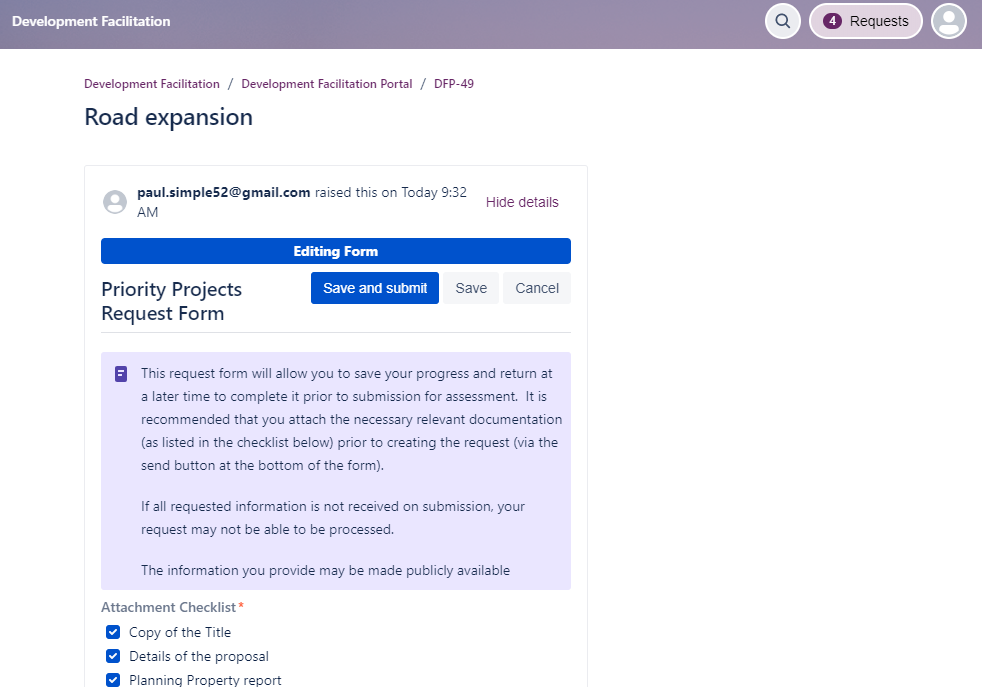 Development Facilitation
4 Requests
Development Facilitation / Development Facilitation Portal / DFP-49
Road expansion
paul.simple52@gmail.com raised this on Today 9:32
AM
Hide details
Editing Form
Priority Projects
Request Form
Save and submit
Save
Cancel
This request form will allow you to save your progress and return at
a later time to complete it prior to submission for assessment.  It is
recommended that you attach the necessary relevant documentation
(as listed in the checklist below) prior to creating the request (via the
send button at the bottom of the form).
If all requested information is not received on submission, your
request may not be able to be processed.
The information you provide may be made publicly available
Attachment Checklist*
Copy of the Title
Details of the proposal
Planning Property report